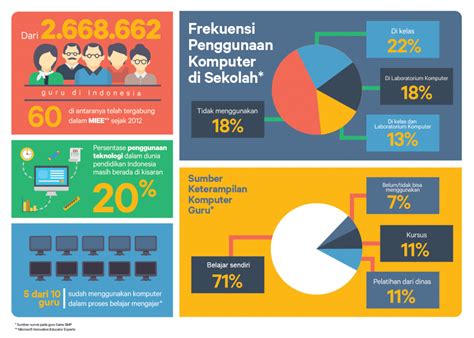 Dari 2.668.662
guru di Indonesia
60 di antaranya telah tergabung
dalam MIEE** sejak 2012
Persentase penggunaan
teknologi dalam dunia
pendidikan Indonesia
masih berada di kisaran
20%
5 dari 10
guru
sudah menggunakan komputer
dalam proses belajar mengajar*
Frekuensi
Penggunaan
Komputer
di Sekolah*
Di kelas
22%
Di Laboratorium Komputer
18%
Di kelas dan
Laboratorium Komputer
13%
Tidak menggunakan
18%
Sumber
Keterampilan
Komputer
Guru*
Belum/tidak bisa
menggunakan
7%
Kursus
11%
Pelatihan dari dinas
11%
Belajar sendiri
71%
* Sumber survei pada guru
** Microsoft Innovative Educator Experts